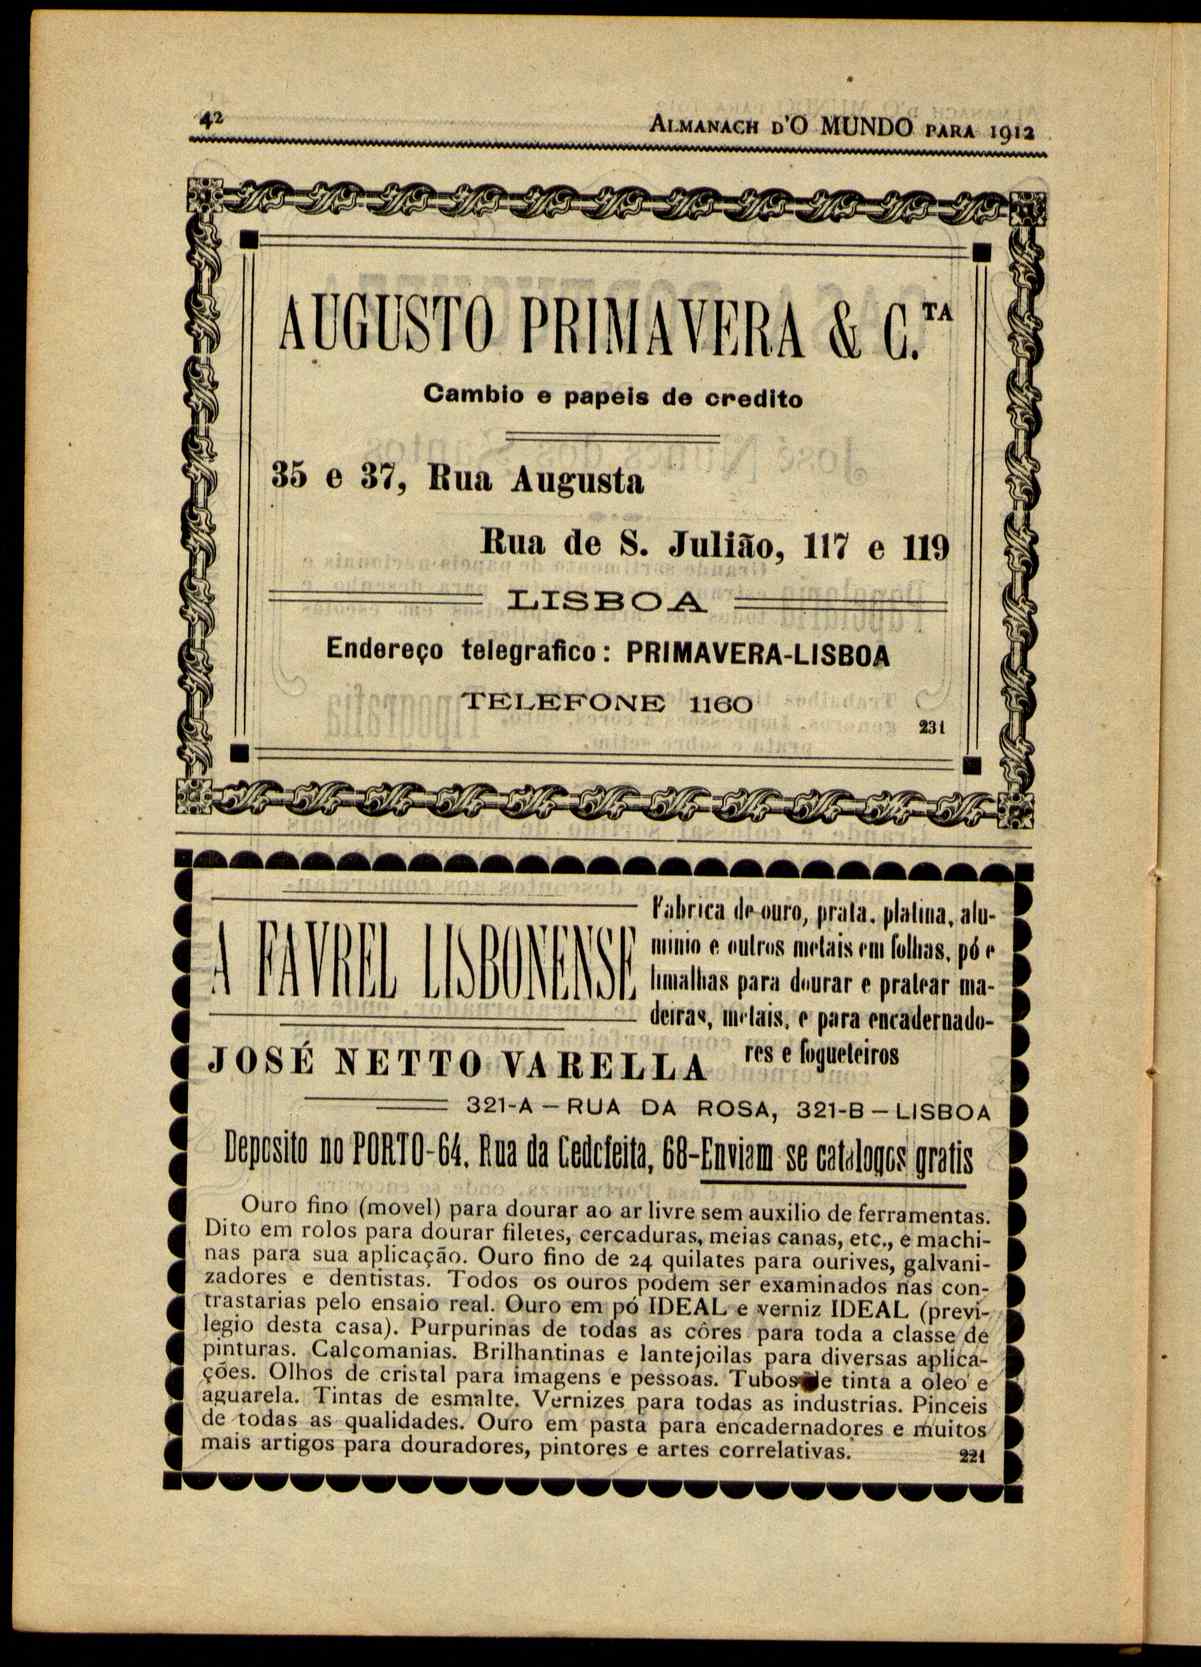 42
ALMANACH D'O MUNDO PARA 1912
AUGUSTO PRIMAVERA & C.TA
Cambio e papeis de credito
35 e 37, Rua Augusta
Rua de S. Julião, 117 e 119
LISBOA
Endereço telegrafico: PRIMAVERA-LISBOA
TELEFONE 1160
231
A FAVREL LISBONENSE
Fabrica de ouro, prata, platina, alu-
minio e outros metais em folhas, pó e
limalhas para dourar e pratear ma-
deiras, metais, e para encadernado-
res e fogueteiros
JOSÉ NETTO VARELLA
321-A — RUA DA ROSA, 321-B — LISBOA
Deposito no PORTO-64, Rua da Cedofeita, 68-Enviam se catalogos gratis
Ouro fino (movel) para dourar ao ar livre sem auxilio de ferramentas.
Dito em rolos para dourar filetes, cercaduras, meias canas, etc., e machi-
nas para sua aplicação. Ouro fino de 24 quilates para ourives, galvani-
zadores e dentistas. Todos os ouros podem ser examinados nas con-
trastarias pelo ensaio real. Ouro em pó IDEAL e verniz IDEAL (previ-
legio desta casa). Purpurinas de todas as côres para toda a classe de
pinturas. Calcomanias. Brilhantinas e lantejoilas para diversas aplica-
ções. Olhos de cristal para imagens e pessoas. Tubos de tinta a oleo e
aguarela. Tintas de esmalte. Vernizes para todas as industrias. Pinceis
de todas as qualidades. Ouro em pasta para encadernadores e muitos
mais artigos para douradores, pintores e artes correlativas.
221